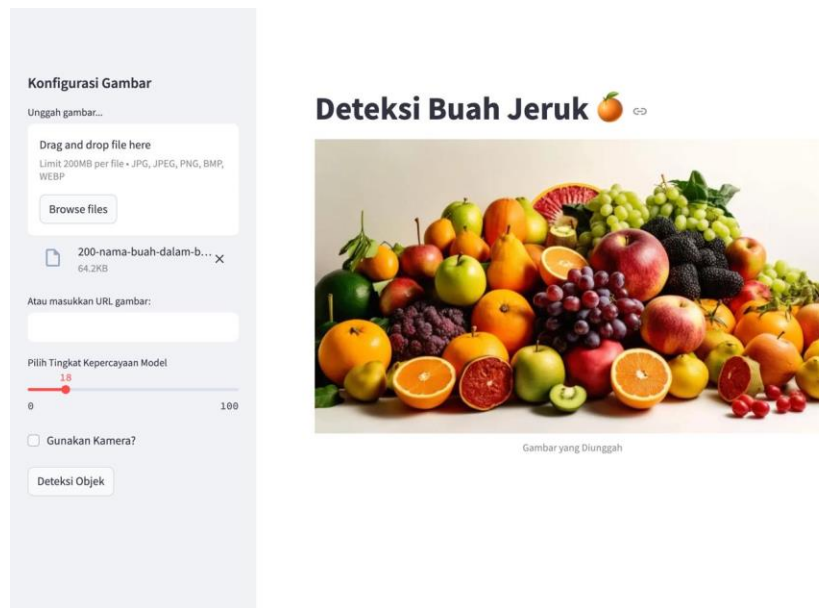 Konfigurasi Gambar
Unggah gambar...
Drag and drop file here
Limit 200MB per file • JPG, JPEG, PNG, BMP,
WEBP
Browse files
200-nama-buah-dalam-b...
64.2KB
Atau masukkan URL gambar:
Pilih Tingkat Kepercayaan Model
18
0 100
Gunakan Kamera?
Deteksi Objek
Deteksi Buah Jeruk 🍊
Gambar yang Diunggah